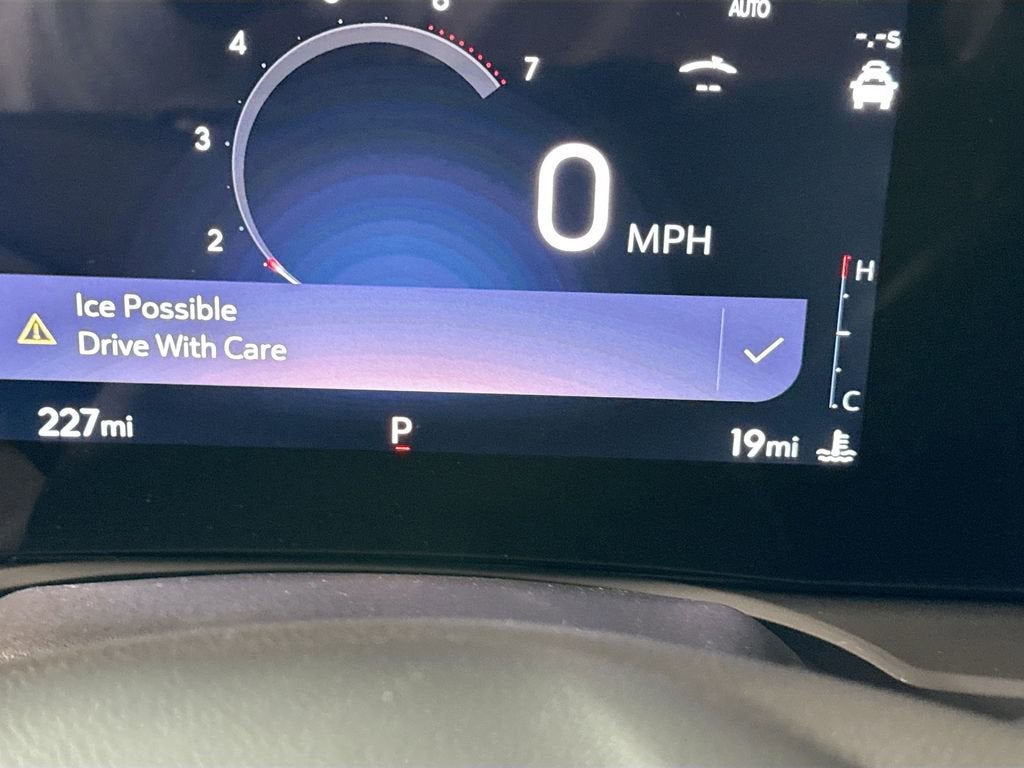 AUTO
-.-s
4
7
3
0 MPH
2
H
Ice Possible
Drive With Care
C
227mi
P
19mi